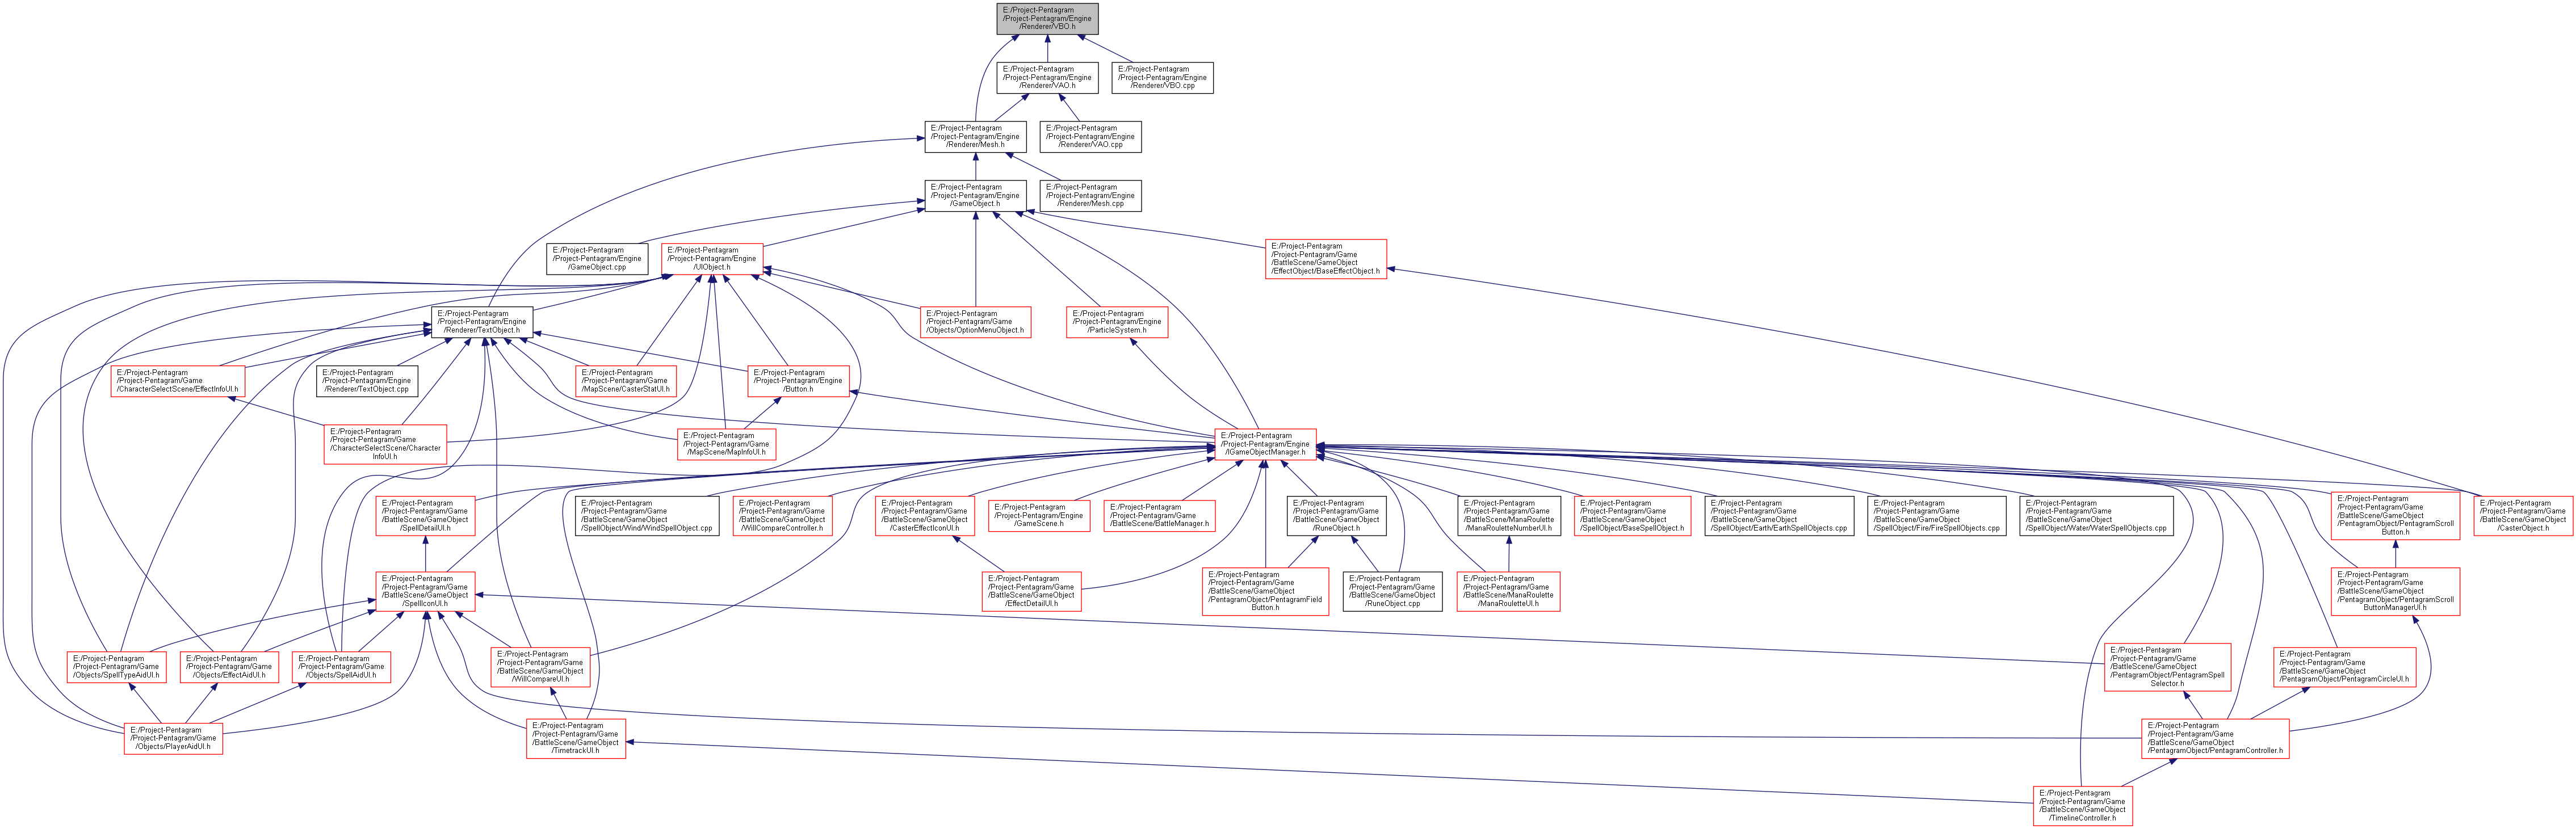 E:/Project-Pentagram
/Project-Pentagram/Engine
/Renderer/VBO.h
E:/Project-Pentagram
/Project-Pentagram/Engine
/Renderer/VAO.h
E:/Project-Pentagram
/Project-Pentagram/Engine
/Renderer/VBO.cpp
E:/Project-Pentagram
/Project-Pentagram/Engine
/Renderer/Mesh.h
E:/Project-Pentagram
/Project-Pentagram/Engine
/Renderer/VAO.cpp
E:/Project-Pentagram
/Project-Pentagram/Engine
/GameObject.h
E:/Project-Pentagram
/Project-Pentagram/Engine
/Renderer/Mesh.cpp
E:/Project-Pentagram
/Project-Pentagram/Engine
/GameObject.cpp
E:/Project-Pentagram
/Project-Pentagram/Engine
/UIObject.h
E:/Project-Pentagram
/Project-Pentagram/Game
/BattleScene/GameObject
/EffectObject/BaseEffectObject.h
E:/Project-Pentagram
/Project-Pentagram/Engine
/Renderer/TextObject.h
E:/Project-Pentagram
/Project-Pentagram/Game
/Objects/OptionMenuObject.h
E:/Project-Pentagram
/Project-Pentagram/Engine
/ParticleSystem.h
E:/Project-Pentagram
/Project-Pentagram/Game
/CharacterSelectScene/EffectInfoUI.h
E:/Project-Pentagram
/Project-Pentagram/Engine
/Renderer/TextObject.cpp
E:/Project-Pentagram
/Project-Pentagram/Game
/MapScene/CasterStatUI.h
E:/Project-Pentagram
/Project-Pentagram/Engine
/Button.h
E:/Project-Pentagram
/Project-Pentagram/Game
/CharacterSelectScene/Character
InfoUI.h
E:/Project-Pentagram
/Project-Pentagram/Game
/MapScene/MapInfoUI.h
E:/Project-Pentagram
/Project-Pentagram/Engine
/IGameObjectManager.h
E:/Project-Pentagram
/Project-Pentagram/Game
/BattleScene/GameObject
/SpellDetailUI.h
E:/Project-Pentagram
/Project-Pentagram/Game
/BattleScene/GameObject
/SpellObject/Wind/WindSpellObject.cpp
E:/Project-Pentagram
/Project-Pentagram/Game
/BattleScene/GameObject
/WillCompareController.h
E:/Project-Pentagram
/Project-Pentagram/Game
/BattleScene/GameObject
/CasterEffectIconUI.h
E:/Project-Pentagram
/Project-Pentagram/Engine
/GameScene.h
E:/Project-Pentagram
/Project-Pentagram/Game
/BattleScene/BattleManager.h
E:/Project-Pentagram
/Project-Pentagram/Game
/BattleScene/GameObject
/RuneObject.h
E:/Project-Pentagram
/Project-Pentagram/Game
/BattleScene/ManaRoulette
/ManaRouletteNumberUI.h
E:/Project-Pentagram
/Project-Pentagram/Game
/BattleScene/GameObject
/SpellObject/BaseSpellObject.h
E:/Project-Pentagram
/Project-Pentagram/Game
/BattleScene/GameObject
/SpellObject/Earth/EarthSpellObjects.cpp
E:/Project-Pentagram
/Project-Pentagram/Game
/BattleScene/GameObject
/SpellObject/Fire/FireSpellObjects.cpp
E:/Project-Pentagram
/Project-Pentagram/Game
/BattleScene/GameObject
/SpellObject/Water/WaterSpellObjects.cpp
E:/Project-Pentagram
/Project-Pentagram/Game
/BattleScene/GameObject
/PentagramObject/PentagramScroll
Button.h
E:/Project-Pentagram
/Project-Pentagram/Game
/BattleScene/GameObject
/CasterObject.h
E:/Project-Pentagram
/Project-Pentagram/Game
/BattleScene/GameObject
/SpellIconUI.h
E:/Project-Pentagram
/Project-Pentagram/Game
/BattleScene/GameObject
/EffectDetailUI.h
E:/Project-Pentagram
/Project-Pentagram/Game
/BattleScene/GameObject
/PentagramObject/PentagramField
Button.h
E:/Project-Pentagram
/Project-Pentagram/Game
/BattleScene/GameObject
/RuneObject.cpp
E:/Project-Pentagram
/Project-Pentagram/Game
/BattleScene/ManaRoulette
/ManaRouletteUI.h
E:/Project-Pentagram
/Project-Pentagram/Game
/BattleScene/GameObject
/PentagramObject/PentagramScroll
ButtonManagerUI.h
E:/Project-Pentagram
/Project-Pentagram/Game
/Objects/SpellTypeAidUI.h
E:/Project-Pentagram
/Project-Pentagram/Game
/Objects/EffectAidUI.h
E:/Project-Pentagram
/Project-Pentagram/Game
/Objects/SpellAidUI.h
E:/Project-Pentagram
/Project-Pentagram/Game
/BattleScene/GameObject
/WillCompareUI.h
E:/Project-Pentagram
/Project-Pentagram/Game
/BattleScene/GameObject
/PentagramObject/PentagramSpell
Selector.h
E:/Project-Pentagram
/Project-Pentagram/Game
/BattleScene/GameObject
/PentagramObject/PentagramCircleUI.h
E:/Project-Pentagram
/Project-Pentagram/Game
/Objects/PlayerAidUI.h
E:/Project-Pentagram
/Project-Pentagram/Game
/BattleScene/GameObject
/TimetrackUI.h
E:/Project-Pentagram
/Project-Pentagram/Game
/BattleScene/GameObject
/PentagramObject/PentagramController.h
E:/Project-Pentagram
/Project-Pentagram/Game
/BattleScene/GameObject
/TimelineController.h